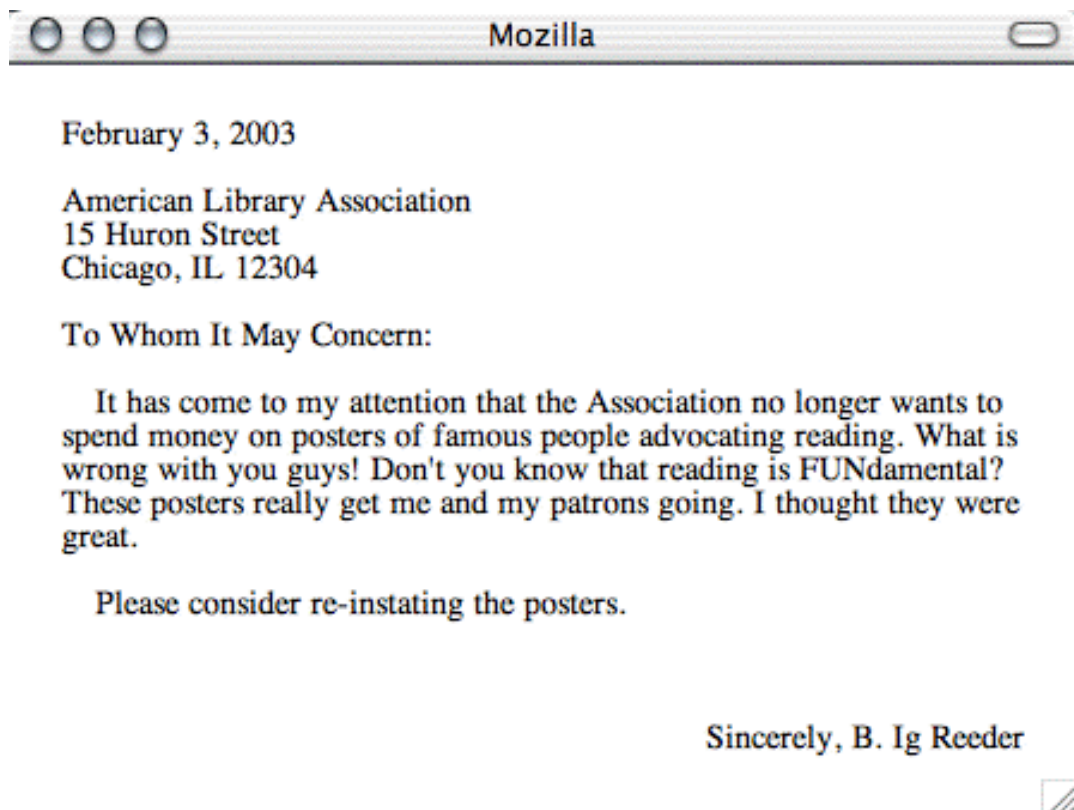 Mozilla
February 3, 2003
American Library Association
15 Huron Street
Chicago, IL 12304
To Whom It May Concern:
It has come to my attention that the Association no longer wants to
spend money on posters of famous people advocating reading. What is
wrong with you guys! Don't you know that reading is FUNdamental?
These posters really get me and my patrons going. I thought they were
great.
Please consider re-instating the posters.
Sincerely, B. Ig Reeder